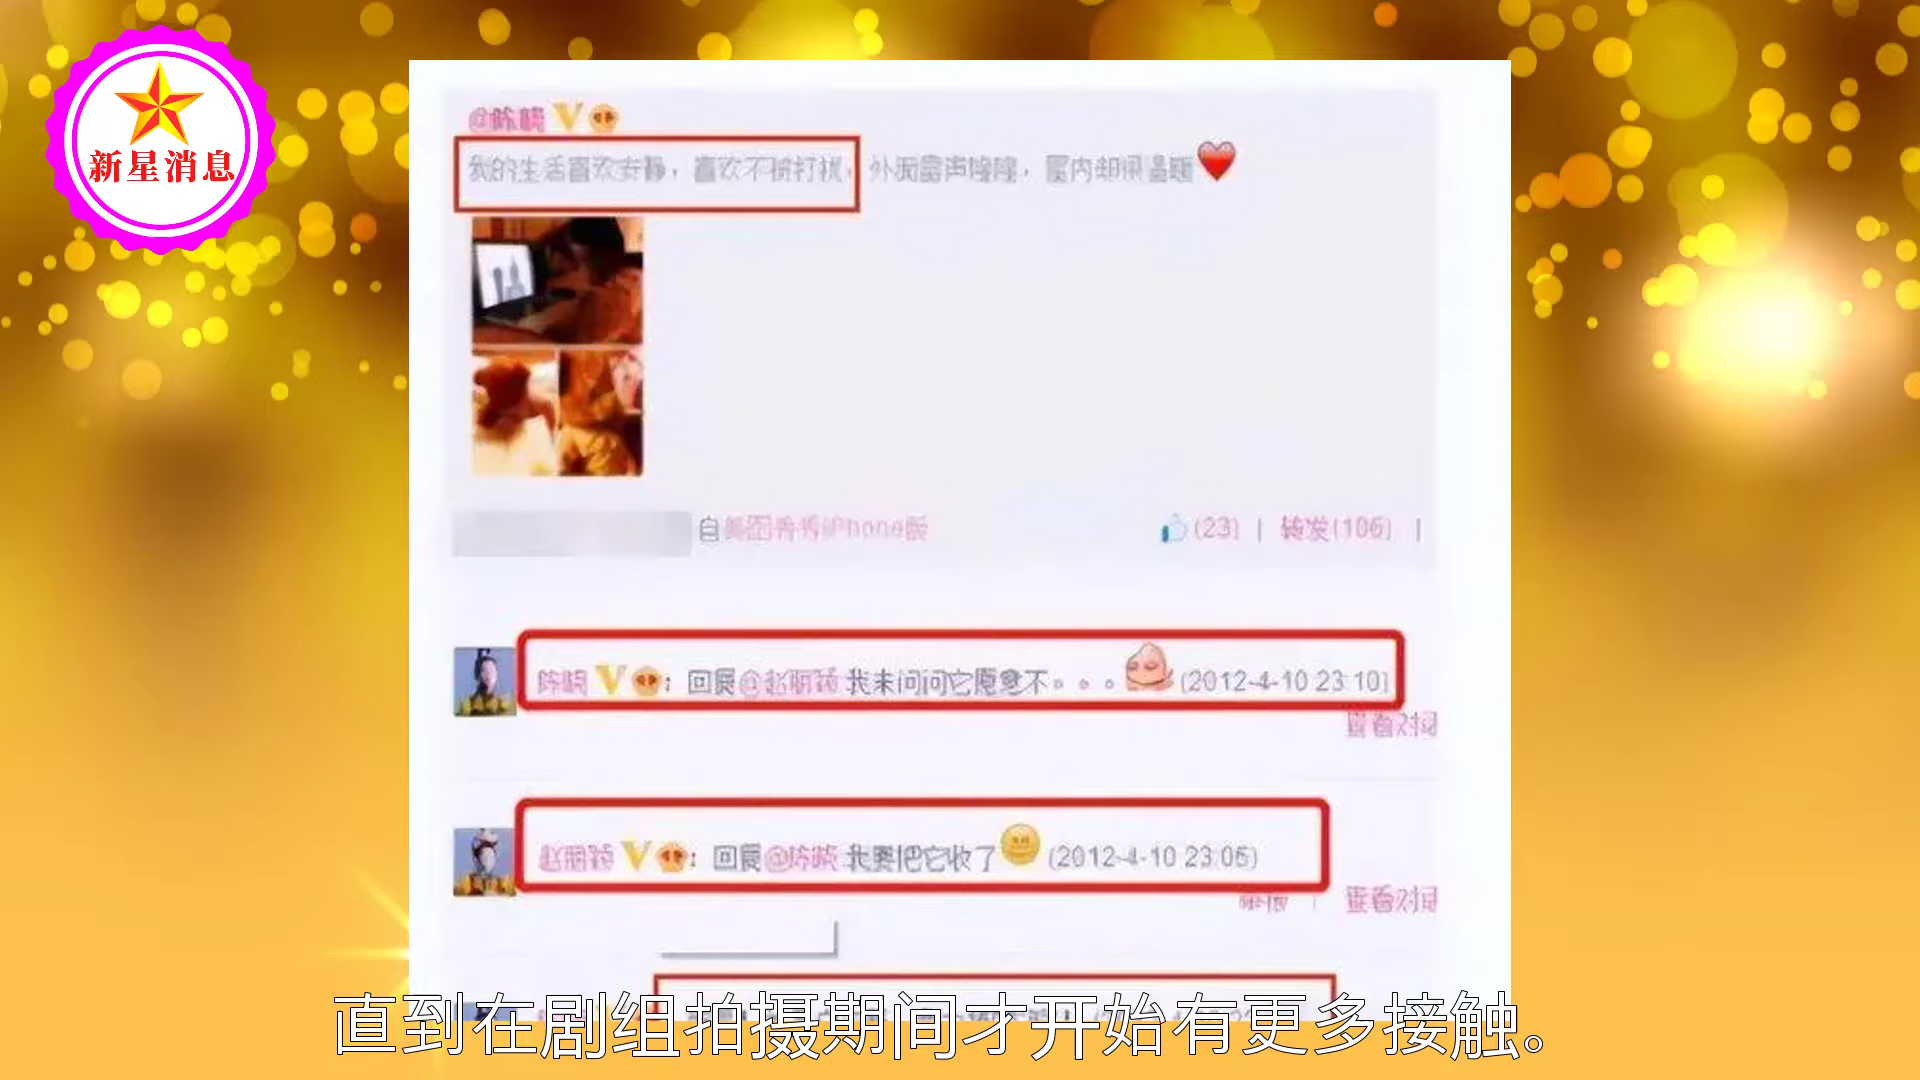 新星消息
@陈晓
我的生活喜欢安静，喜欢不被打扰，外面雷声隆隆，屋内却很温暖
自美图秀秀iPhone版
(23) | 转发(106) |
陈晓：回复@赵丽颖 我来问问它愿意不。。。(2012-4-10 23:10)
查看对话
赵丽颖：回复@陈晓 我要把它收了(2012-4-10 23:05)
查看对话
直到在剧组拍摄期间才开始有更多接触。